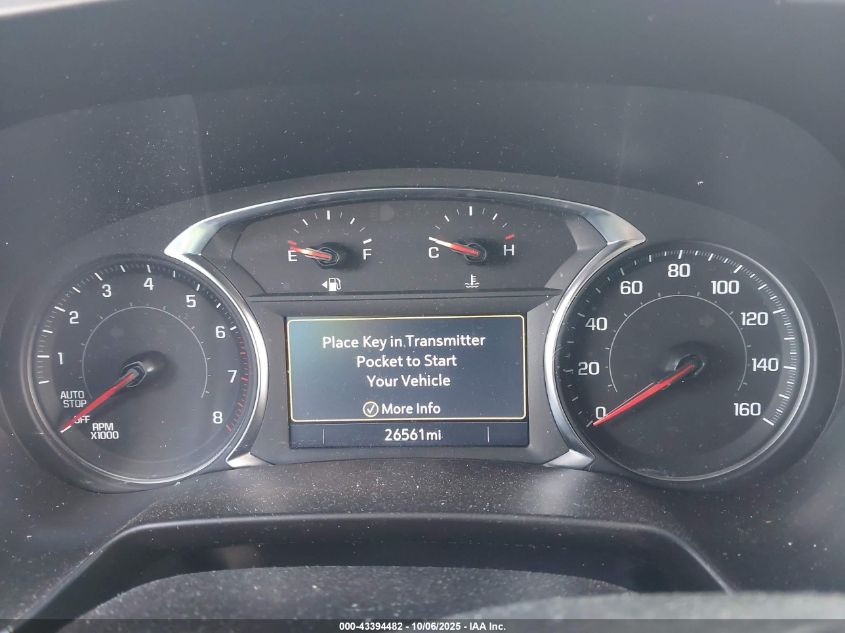 E F
C H
1 2 3 4 5 6 7 8
AUTO
STOP
OFF
RPM
X1000
Place Key in Transmitter
Pocket to Start
Your Vehicle
More Info
26561mi
0 20 40 60 80 100 120 140 160
000-43394482 - 10/06/2025 - IAA Inc.